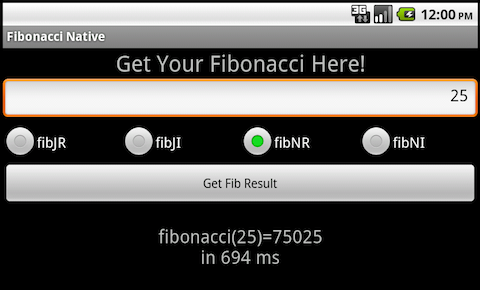 3G 12:00 PM
Fibonacci Native
Get Your Fibonacci Here!
25
fibJR fibJI fibNR fibNI
Get Fib Result
fibonacci(25)=75025
in 694 ms